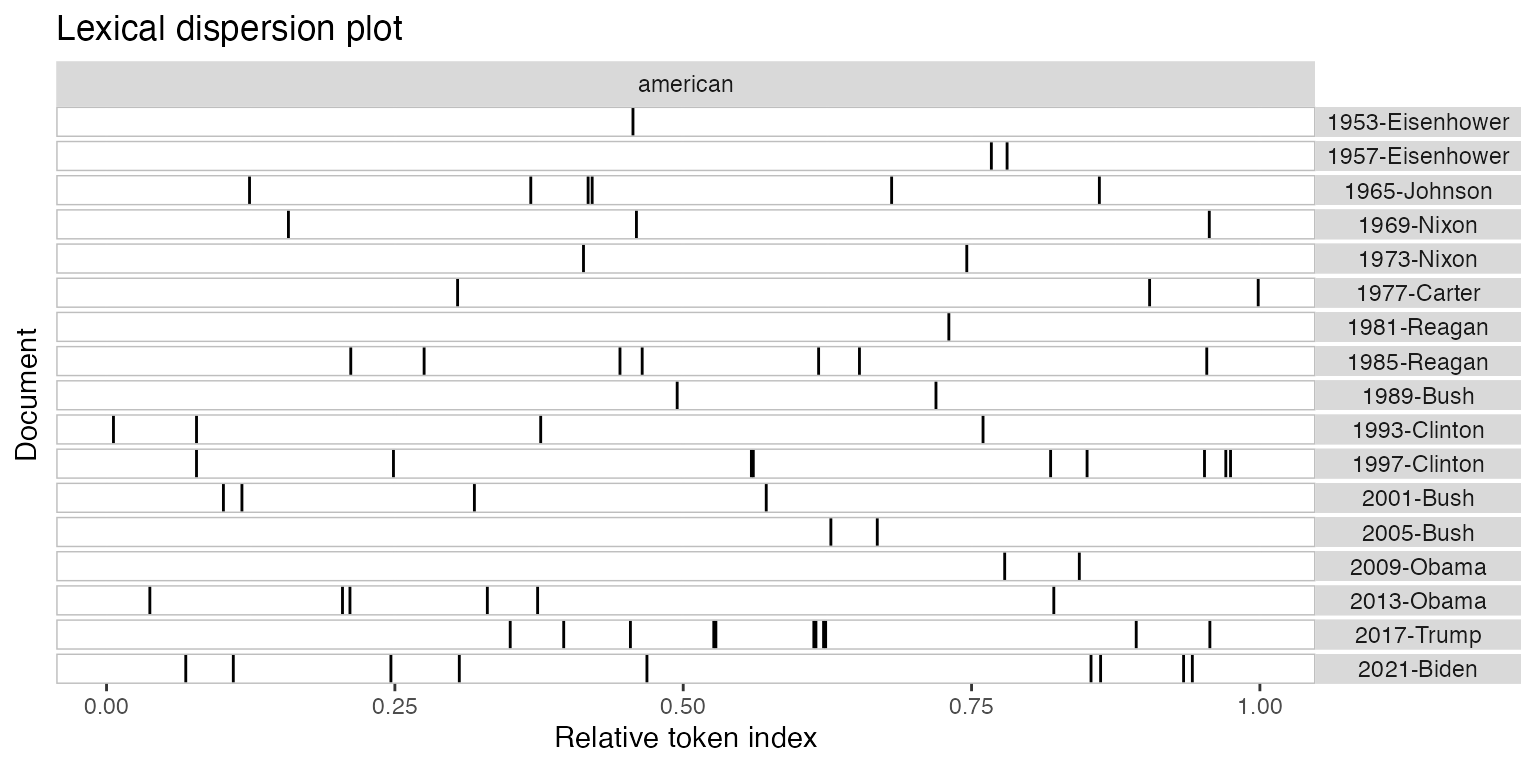 Lexical dispersion plot
american
Document
1953-Eisenhower
1957-Eisenhower
1965-Johnson
1969-Nixon
1973-Nixon
1977-Carter
1981-Reagan
1985-Reagan
1989-Bush
1993-Clinton
1997-Clinton
2001-Bush
2005-Bush
2009-Obama
2013-Obama
2017-Trump
2021-Biden
0.00 0.25 0.50 0.75 1.00
Relative token index